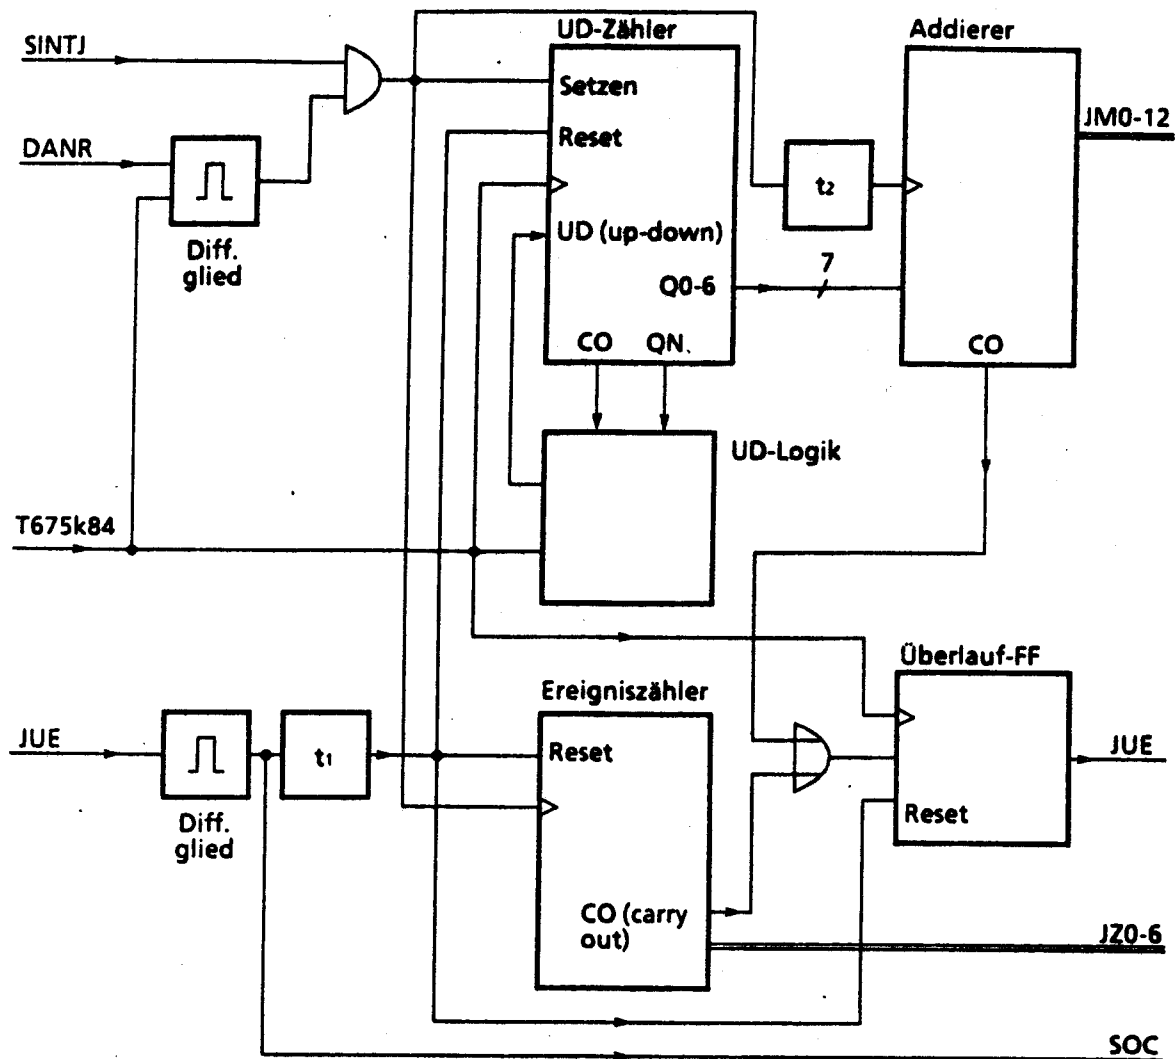 UD-Zähler
Addierer
SINTJ
Setzen
JM0-12
DANR
Reset
t2
UD (up-down)
Diff.
glied
7
Q0-6
CO
QN
CO
UD-Logik
T675k84
Überlauf-FF
Ereigniszähler
JUE
t1
Reset
JUE
Diff.
glied
Reset
CO (carry
out)
JZ0-6
SOC